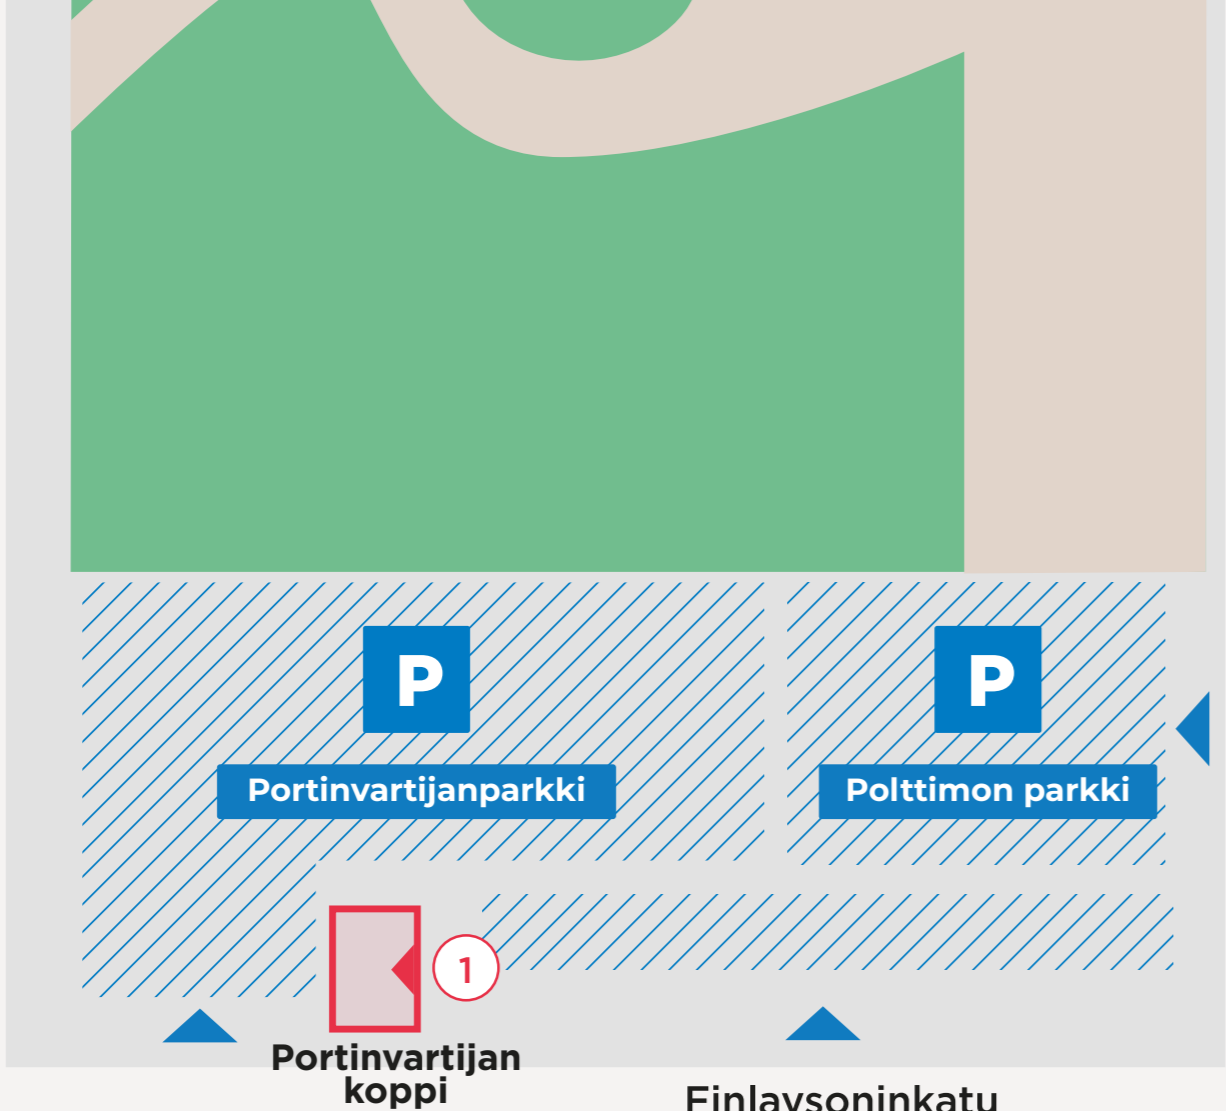 P
P
Portinvartijanparkki
Polttimon parkki
1
Portinvartijan
koppi
Finlaysoninkatu